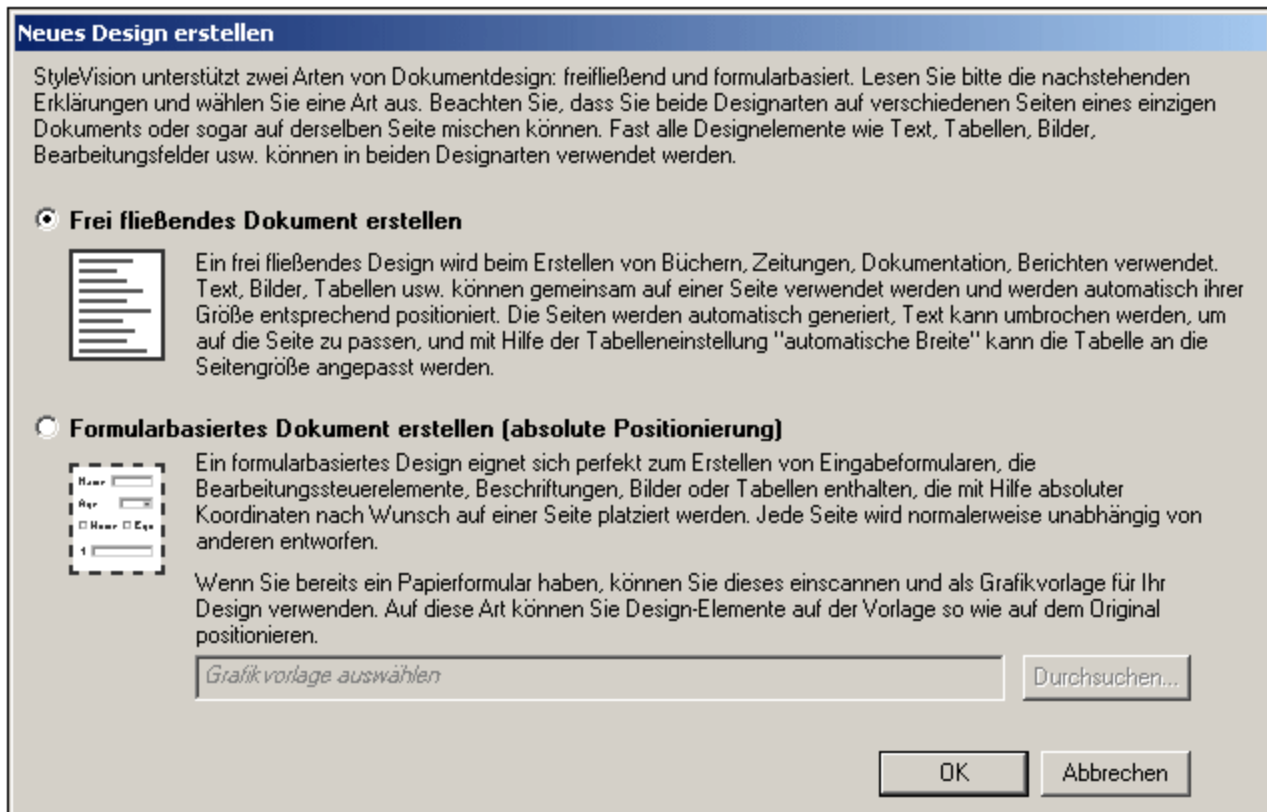 Neues Design erstellen
StyleVision unterstützt zwei Arten von Dokumentdesign: freifließend und formularbasiert. Lesen Sie bitte die nachstehenden
Erklärungen und wählen Sie eine Art aus. Beachten Sie, dass Sie beide Designarten auf verschiedenen Seiten eines einzigen
Dokuments oder sogar auf derselben Seite mischen können. Fast alle Designelemente wie Text, Tabellen, Bilder,
Bearbeitungsfelder usw. können in beiden Designarten verwendet werden.
Frei fließendes Dokument erstellen
Ein frei fließendes Design wird beim Erstellen von Büchern, Zeitungen, Dokumentation, Berichten verwendet.
Text, Bilder, Tabellen usw. können gemeinsam auf einer Seite verwendet werden und werden automatisch ihrer
Größe entsprechend positioniert. Die Seiten werden automatisch generiert, Text kann umbrochen werden, um
auf die Seite zu passen, und mit Hilfe der Tabelleneinstellung "automatische Breite" kann die Tabelle an die
Seitengröße angepasst werden.
Formularbasiertes Dokument erstellen (absolute Positionierung)
Ein formularbasiertes Design eignet sich perfekt zum Erstellen von Eingabeformularen, die
Bearbeitungssteuerelemente, Beschriftungen, Bilder oder Tabellen enthalten, die mit Hilfe absoluter
Koordinaten nach Wunsch auf einer Seite platziert werden. Jede Seite wird normalerweise unabhängig von
anderen entworfen.
Name
Age
Wenn Sie bereits ein Papierformular haben, können Sie dieses einscannen und als Grafikvorlage für Ihr
Design verwenden. Auf diese Art können Sie Design-Elemente auf der Vorlage so wie auf dem Original
positionieren.
Grafikvorlage auswählen
Durchsuchen...
OK
Abbrechen